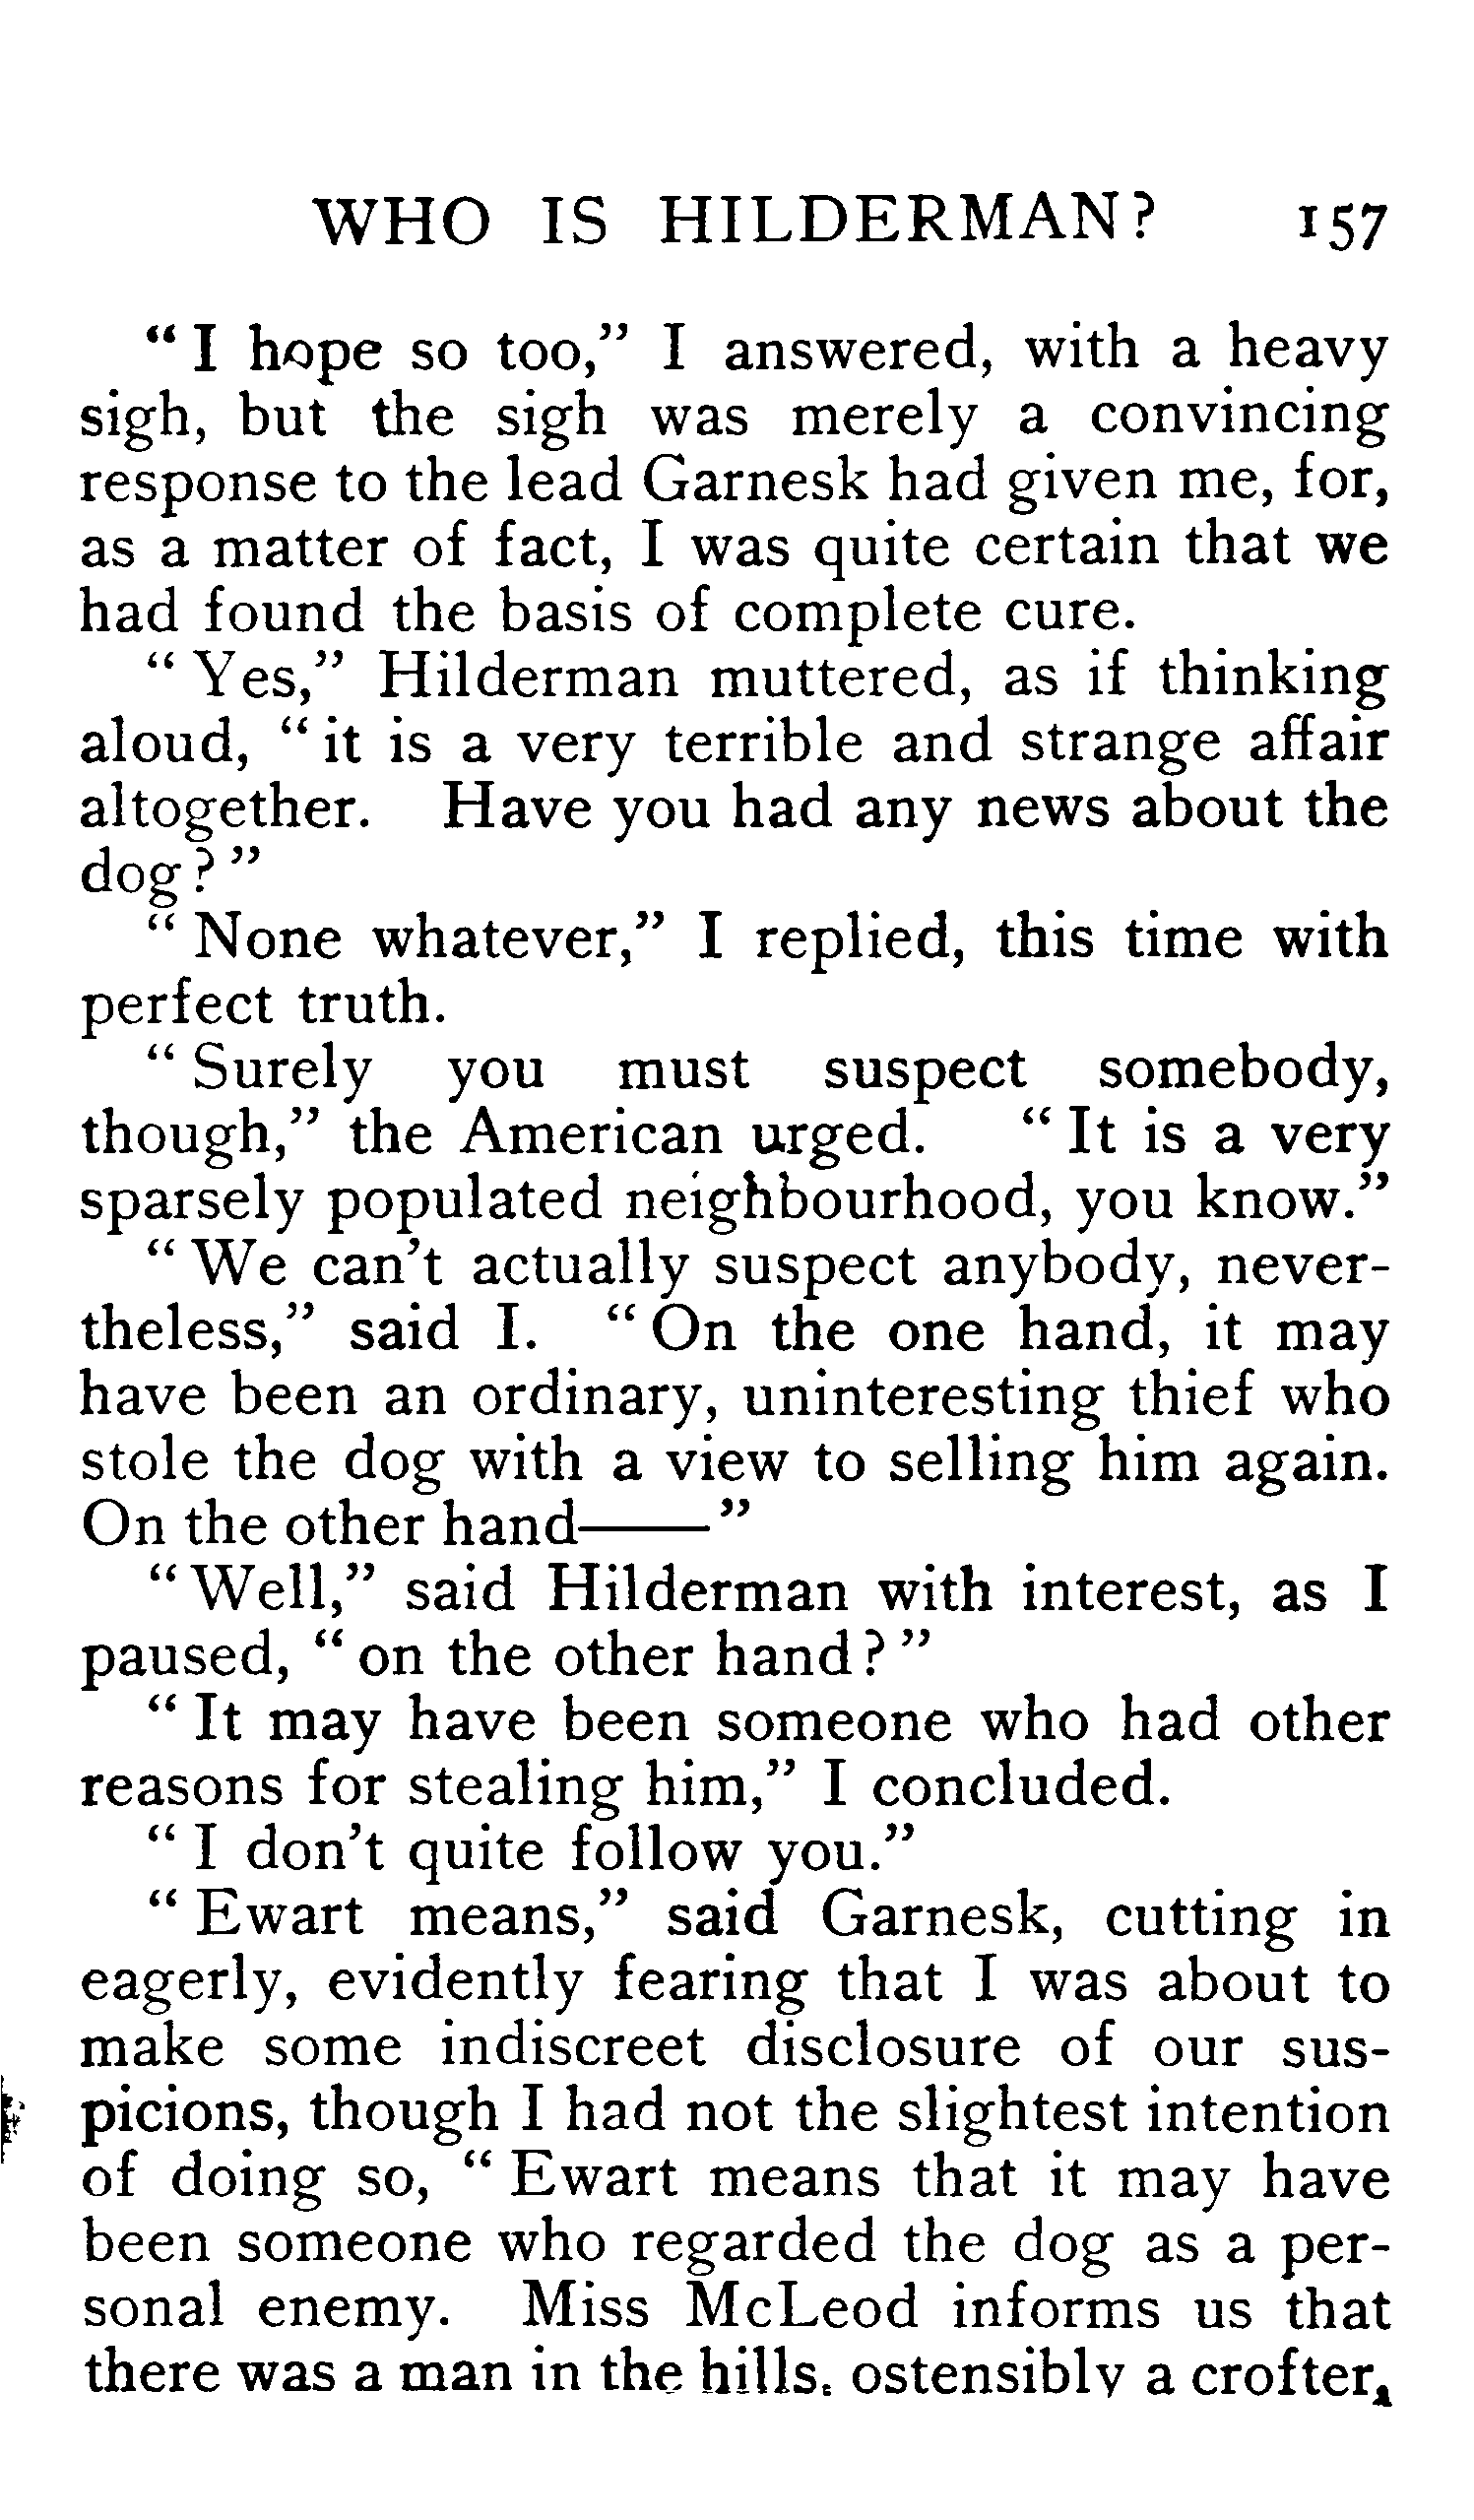 WHO IS HILDERMAN? 157
“ I hope so too,” I answered, with a heavy
sigh, but the sigh was merely a convincing
response to the lead Garnesk had given me, for,
as a matter of fact, I was quite certain that we
had found the basis of complete cure.
“ Yes,” Hilderman muttered, as if thinking
aloud, “ it is a very terrible and strange affair
altogether. Have you had any news about the
dog ? ”
“ None whatever,” I replied, this time with
perfect truth.
“ Surely you must suspect somebody,
though,” the American urged. “ It is a very
sparsely populated neighbourhood, you know.”
“ We can't actually suspect anybody, never-
theless,” said I. “ On the one hand, it may
have been an ordinary, uninteresting thief who
stole the dog with a view to selling him again.
On the other hand——”
“ Well,” said Hilderman with interest, as I
paused, “ on the other hand ? ”
“ It may have been someone who had other
reasons for stealing him,” I concluded.
“ I don't quite follow you.”
“ Ewart means,” said Garnesk, cutting in
eagerly, evidently fearing that I was about to
make some indiscreet disclosure of our sus-
picions, though I had not the slightest intention
of doing so, “ Ewart means that it may have
been someone who regarded the dog as a per-
sonal enemy. Miss McLeod informs us that
there was a man in the hills, ostensibly a crofter,